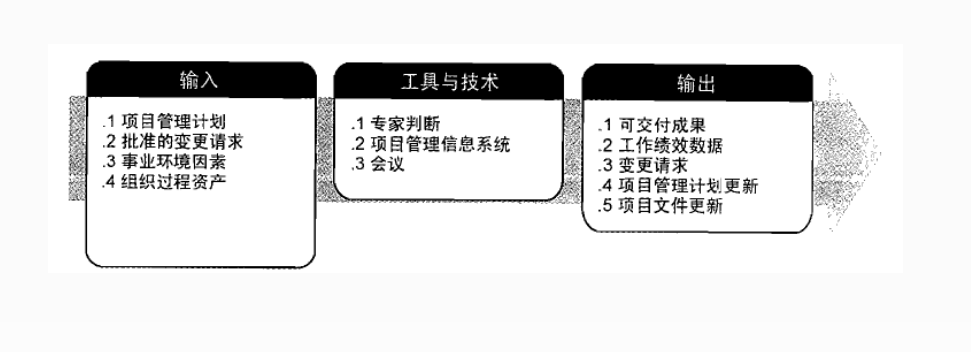 输入
.1 项目管理计划
.2 批准的变更请求
.3 事业环境因素
.4 组织过程资产
工具与技术
.1 专家判断
.2 项目管理信息系统
.3 会议
输出
.1 可交付成果
.2 工作绩效数据
.3 变更请求
.4 项目管理计划更新
.5 项目文件更新